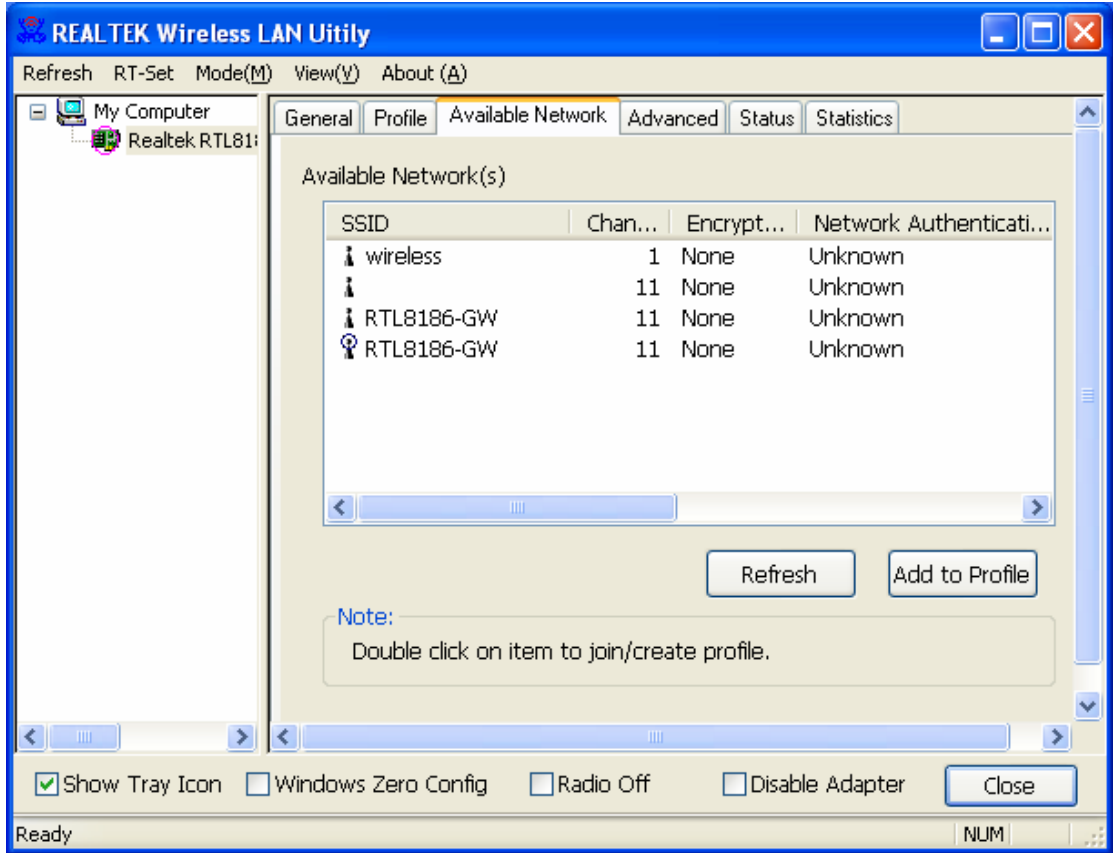 REALTEK Wireless LAN Uitily
Refresh RT-Set Mode(M) View(V) About (A)
My Computer
Realtek RTL81
General Profile Available Network Advanced Status Statistics
Available Network(s)
SSID Chan... Encrypt... Network Authenticati...
wireless 1 None Unknown
11 None Unknown
RTL8186-GW 11 None Unknown
RTL8186-GW 11 None Unknown
Refresh Add to Profile
Note:
Double click on item to join/create profile.
Show Tray Icon Windows Zero Config Radio Off Disable Adapter Close
Ready NUM